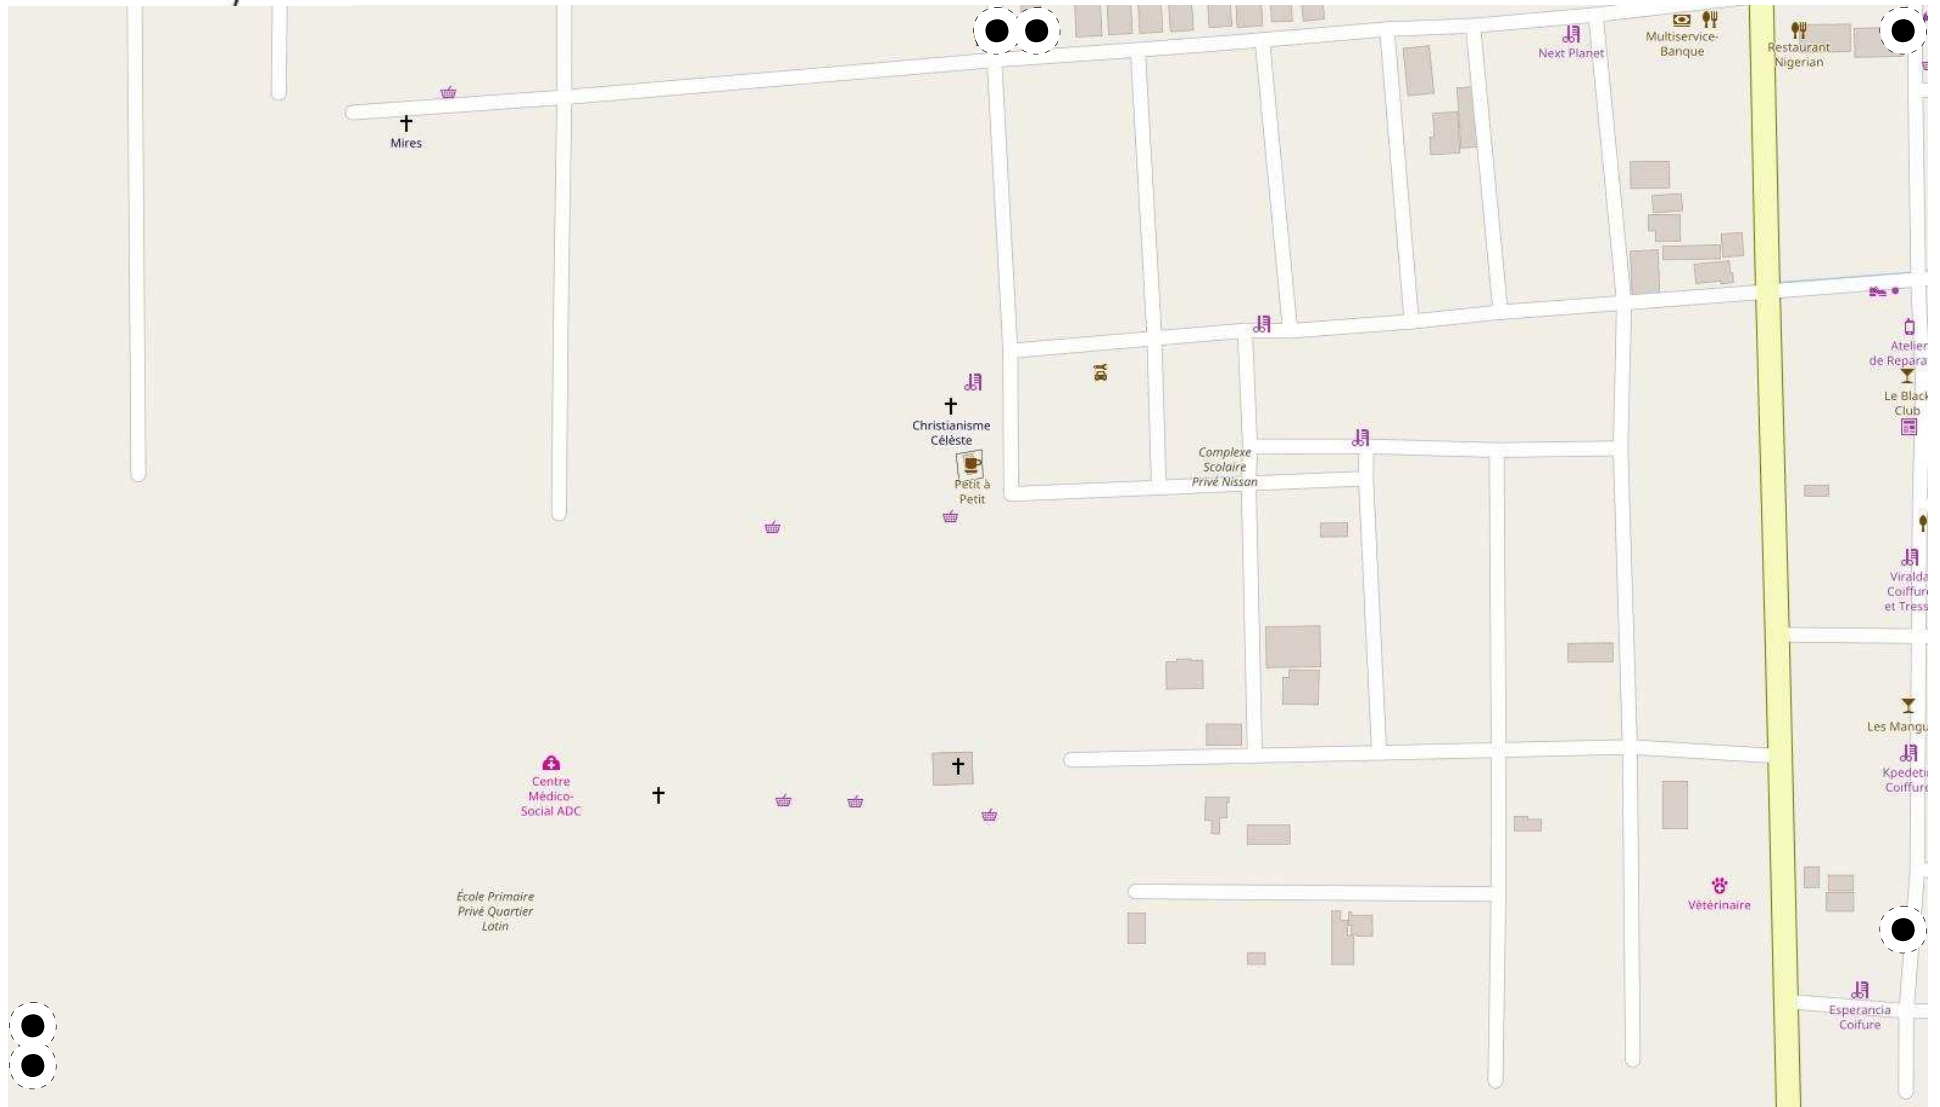 Next Planet
Multiservice-
Banque
Restaurant
Nigerian
Mires
Atelier
de Repara
Le Black
Club
Christianisme
Célèste
Complexe
Scolaire
Privé Nissan
Petit à
Petit
Viralda
Coiffure
et Tress
Les Mangu
Kpedeti
Coiffure
Centre
Médico-
Social ADC
École Primaire
Privé Quartier
Latin
Vétérinaire
Esperancia
Coifure